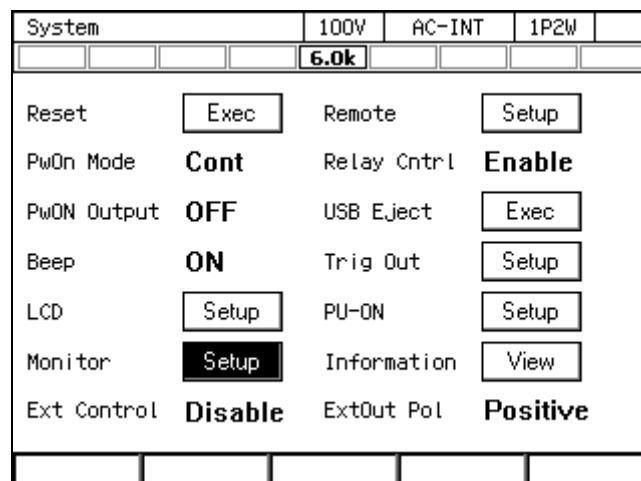 System 100V AC-INT 1P2W
6.0k
Reset Exec Remote Setup
PwOn Mode Cont Relay Cntrl Enable
PwON Output OFF USB Eject Exec
Beep ON Trig Out Setup
LCD Setup PU-ON Setup
Monitor Setup Information View
Ext Control Disable ExtOut Pol Positive